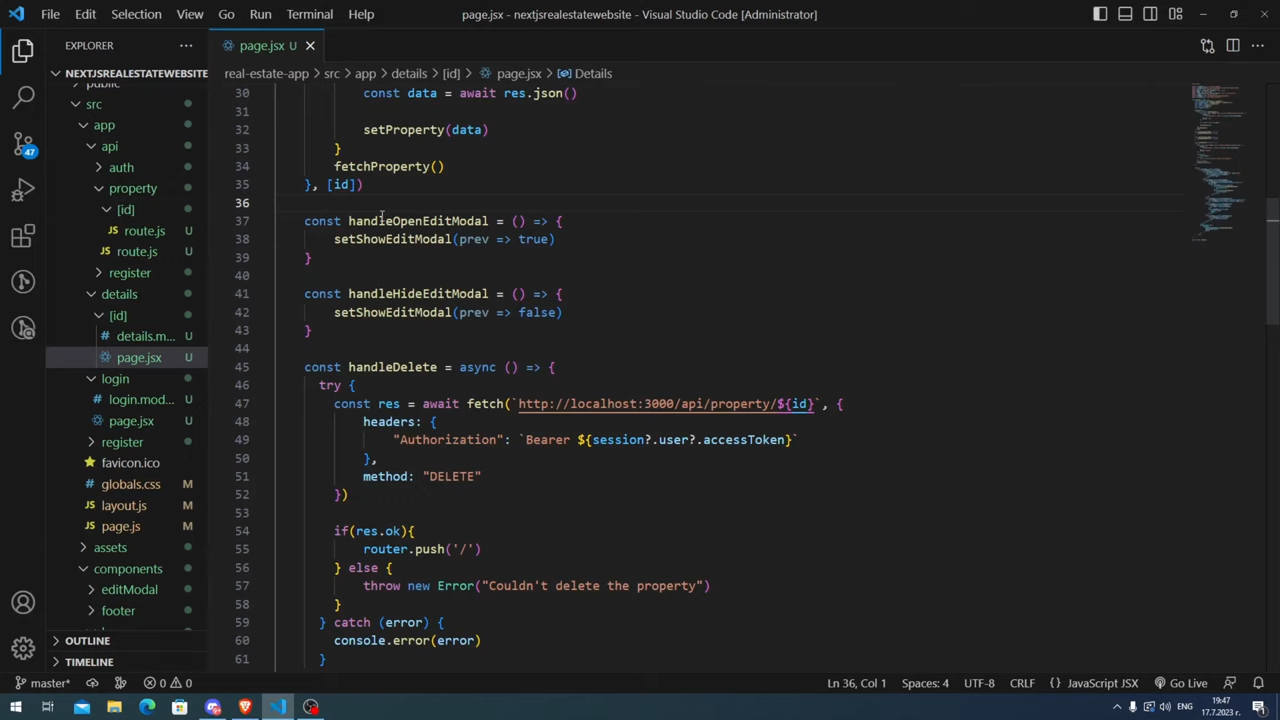 File Edit Selection View Go Run Terminal Help
page.jsx - nextjsrealestatewebsite - Visual Studio Code [Administrator]
EXPLORER
page.jsx U
NEXTJSREALESTATEWEBSITE
real-estate-app > src > app > details > [id] > page.jsx > Details
public
src
app
api
auth
property
[id]
route.js U
route.js U
register
details
[id]
details.m... U
page.jsx U
login
login.mod... U
page.jsx U
register
favicon.ico
globals.css M
layout.js M
page.js M
assets
components
editModal
footer
OUTLINE
TIMELINE
47
30 const data = await res.json()
31
32 setProperty(data)
33 }
34 fetchProperty()
35 }, [id])
36
37 const handleOpenEditModal = () => {
38 setShowEditModal(prev => true)
39 }
40
41 const handleHideEditModal = () => {
42 setShowEditModal(prev => false)
43 }
44
45 const handleDelete = async () => {
46 try {
47 const res = await fetch(`http://localhost:3000/api/property/${id}`, {
48 headers: {
49 "Authorization": `Bearer ${session?.user?.accessToken}`
50 },
51 method: "DELETE"
52 })
53
54 if(res.ok){
55 router.push('/')
56 } else {
57 throw new Error("Couldn't delete the property")
58 }
59 } catch (error) {
60 console.error(error)
61 }
master* 0 0 Ln 36, Col 1 Spaces: 4 UTF-8 CRLF {} JavaScript JSX Go Live
ENG
19:47
17.7.2023 г.
1